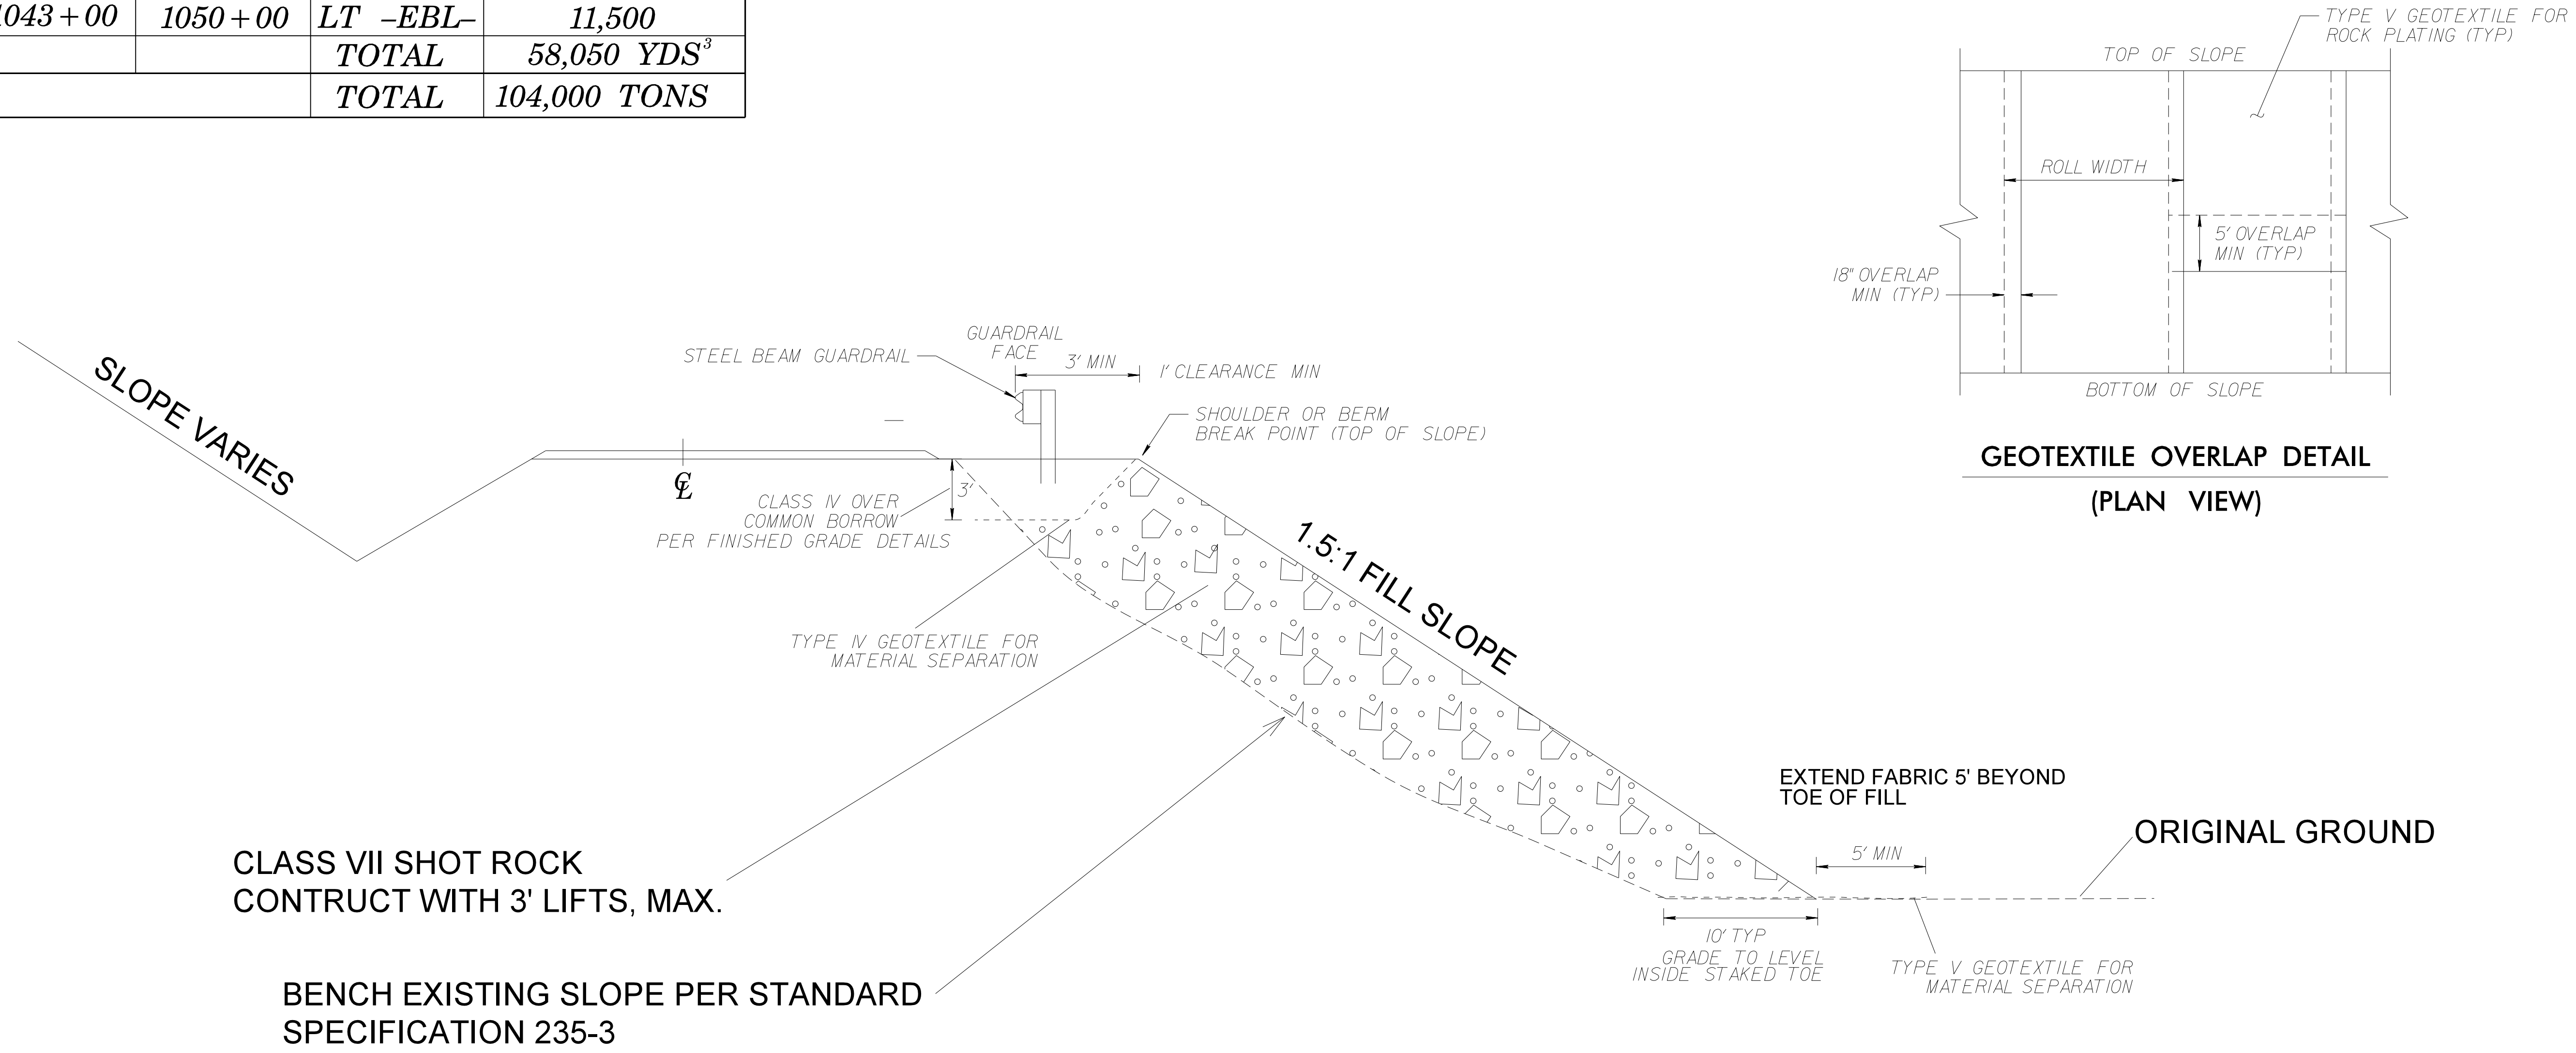 1043+00 1050+00 LT -EBL- 11,500
TOTAL 58,050 YDS³
TOTAL 104,000 TONS
TYPE V GEOTEXTILE FOR
ROCK PLATING (TYP)
TOP OF SLOPE
ROLL WIDTH
5' OVERLAP
MIN (TYP)
18" OVERLAP
MIN (TYP)
BOTTOM OF SLOPE
GEOTEXTILE OVERLAP DETAIL
(PLAN VIEW)
SLOPE VARIES
STEEL BEAM GUARDRAIL
GUARDRAIL
FACE
3' MIN
1' CLEARANCE MIN
SHOULDER OR BERM
BREAK POINT (TOP OF SLOPE)
CL
3'
CLASS IV OVER
COMMON BORROW
PER FINISHED GRADE DETAILS
1.5:1 FILL SLOPE
TYPE IV GEOTEXTILE FOR
MATERIAL SEPARATION
EXTEND FABRIC 5' BEYOND
TOE OF FILL
ORIGINAL GROUND
5' MIN
CLASS VII SHOT ROCK
CONTRUCT WITH 3' LIFTS, MAX.
10' TYP
GRADE TO LEVEL
INSIDE STAKED TOE
TYPE V GEOTEXTILE FOR
MATERIAL SEPARATION
BENCH EXISTING SLOPE PER STANDARD
SPECIFICATION 235-3